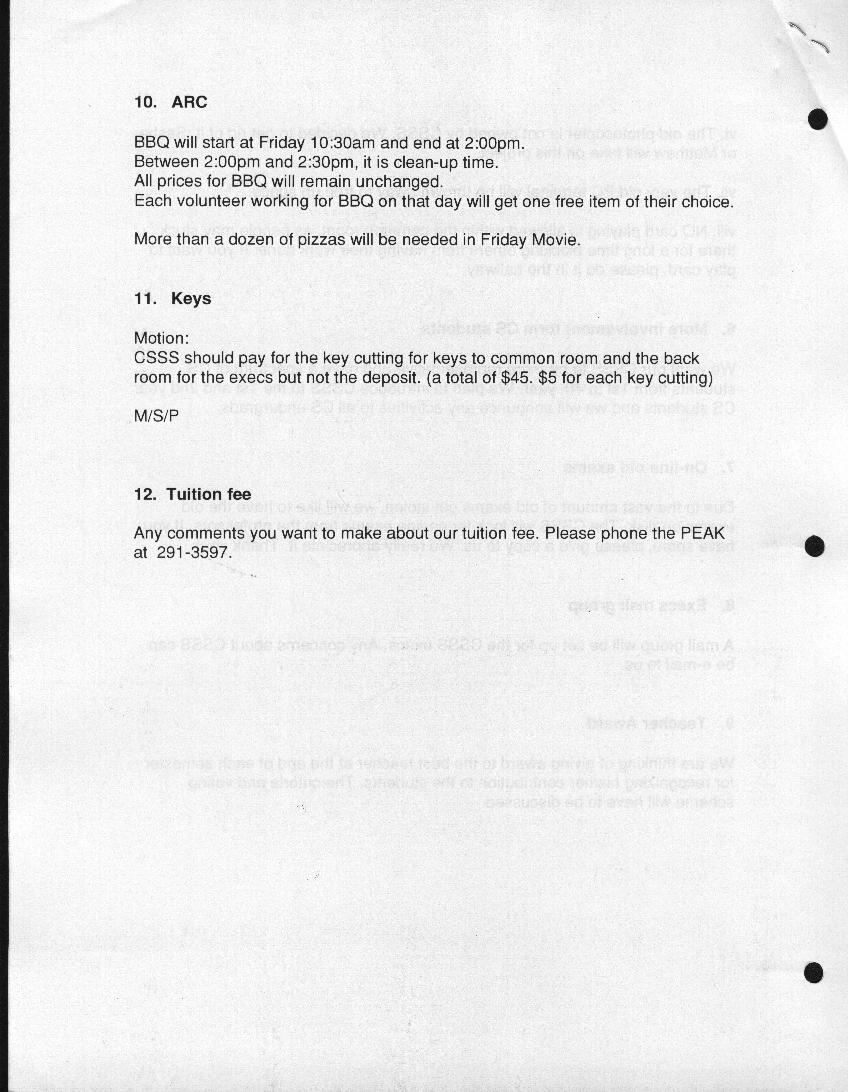 10. ARC
BBQ will start at Friday 10:30am and end at 2:00pm.
Between 2:00pm and 2:30pm, it is clean-up time.
All prices for BBQ will remain unchanged.
Each volunteer working for BBQ on that day will get one free item of their choice.
More than a dozen of pizzas will be needed in Friday Movie.
11. Keys
Motion:
CSSS should pay for the key cutting for keys to common room and the back
room for the execs but not the deposit. (a total of $45. $5 for each key cutting)
M/S/P
12. Tuition fee
Any comments you want to make about our tuition fee. Please phone the PEAK
at 291-3597.